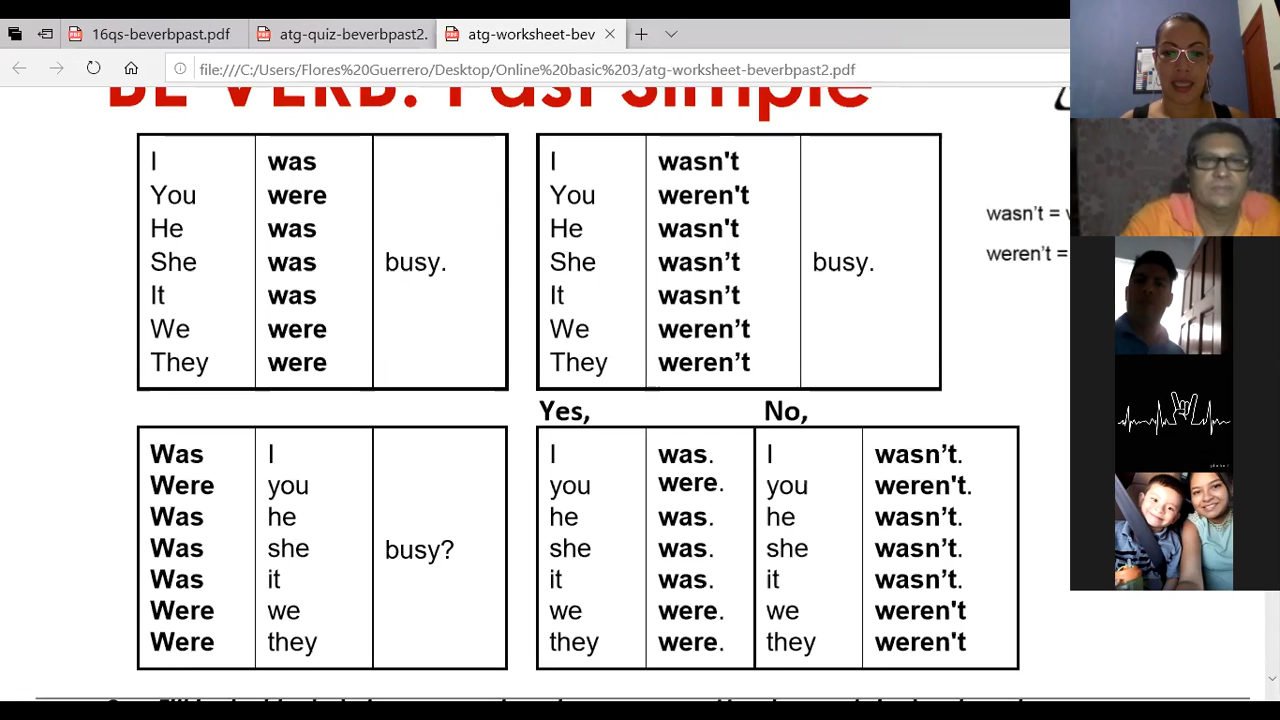 16qs-beverbpast.pdf
atg-quiz-beverbpast2.
atg-worksheet-bev
file:///C:/Users/Flores%20Guerrero/Desktop/Online%20basic%203/atg-worksheet-beverbpast2.pdf
BE VERB: Past Simple
I was
You were
He was
She was busy.
It was
We were
They were
I wasn't
You weren't
He wasn't
She wasn't busy.
It wasn't
We weren't
They weren't
wasn't =
weren't =
Was I
Were you
Was he
Was she busy?
Was it
Were we
Were they
Yes, No,
I was. I wasn't.
you were. you weren't.
he was. he wasn't.
she was. she wasn't.
it was. it wasn't.
we were. we weren't
they were. they weren't